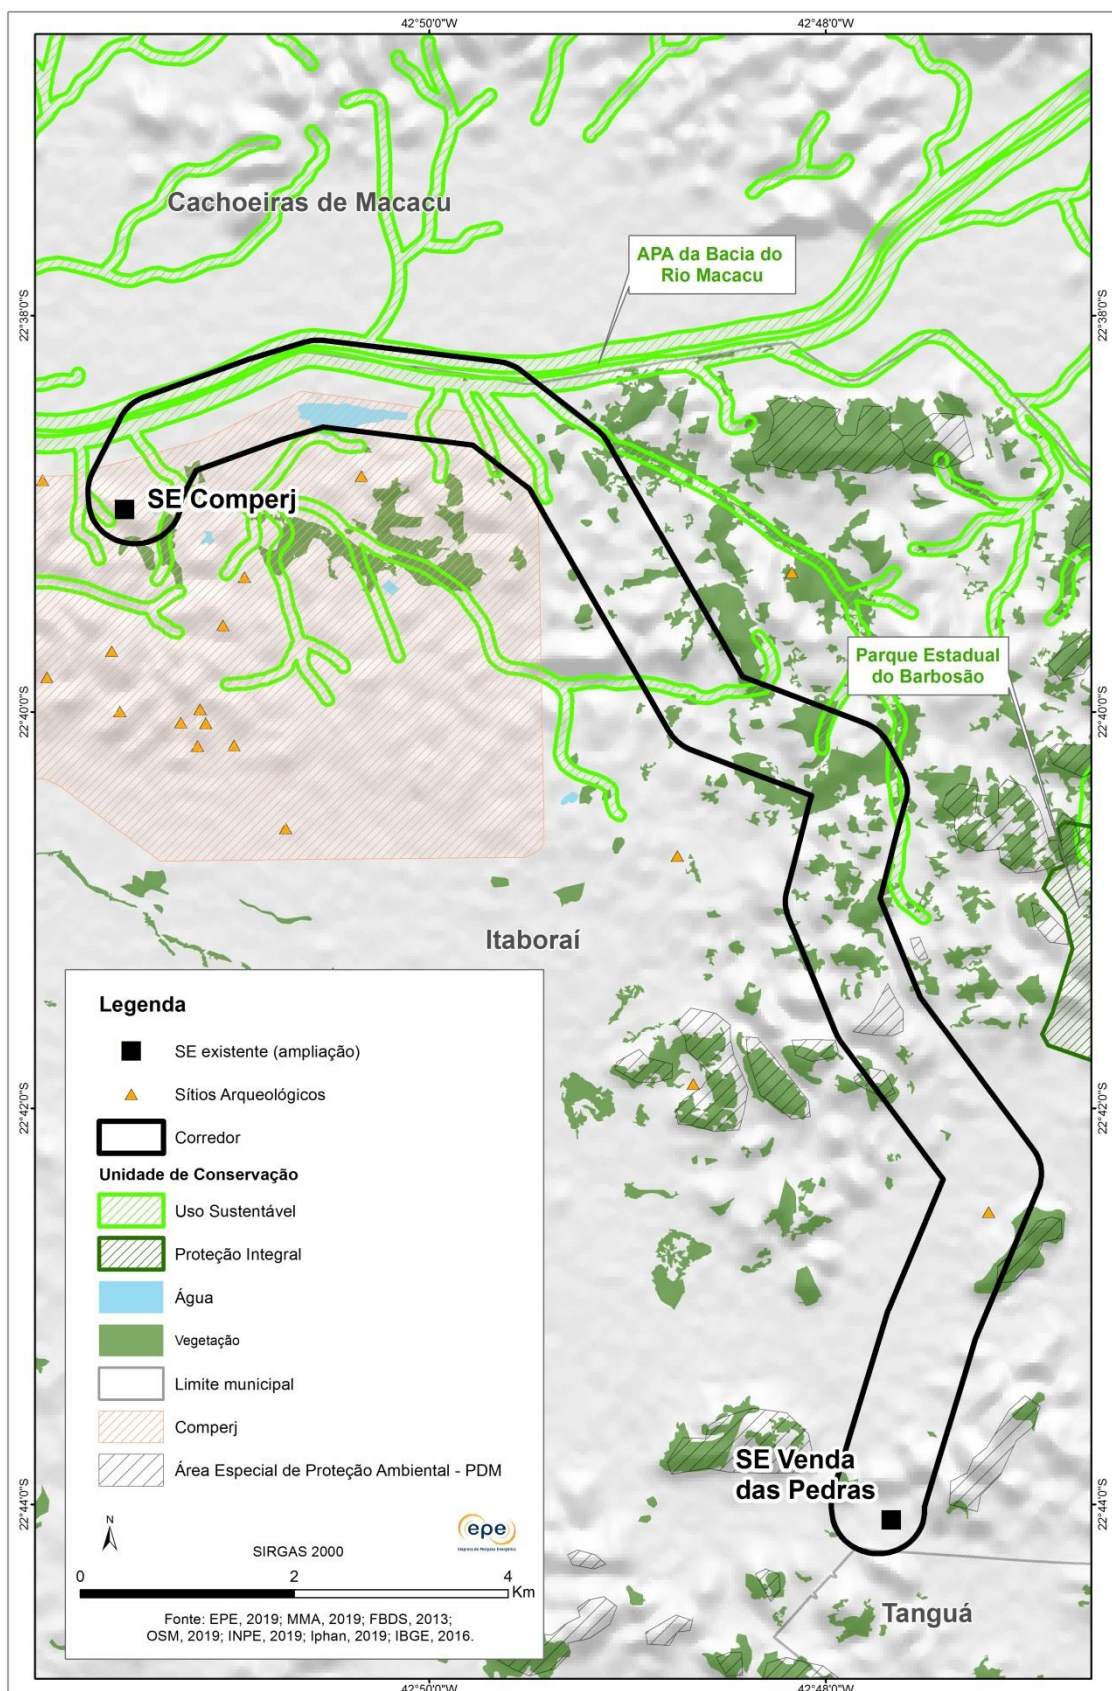 42°50'0"W
42°48'0"W
Cachoeiras de Macacu
APA da Bacia do
Rio Macacu
22°38'0"S
22°38'0"S
SE Comperj
Parque Estadual
do Barbosão
22°40'0"S
22°40'0"S
Itaboraí
Legenda
SE existente (ampliação)
Sítios Arqueológicos
Corredor
Unidade de Conservação
Uso Sustentável
Proteção Integral
Água
Vegetação
Limite municipal
Comperj
Área Especial de Proteção Ambiental - PDM
N
epe
Empresa de Pesquisa Energética
SIRGAS 2000
0
2
4
Km
Fonte: EPE, 2019; MMA, 2019; FBDS, 2013;
OSM, 2019; INPE, 2019; Iphan, 2019; IBGE, 2016.
22°42'0"S
22°42'0"S
SE Venda
das Pedras
22°44'0"S
22°44'0"S
Tanguá
42°50'0"W
42°48'0"W